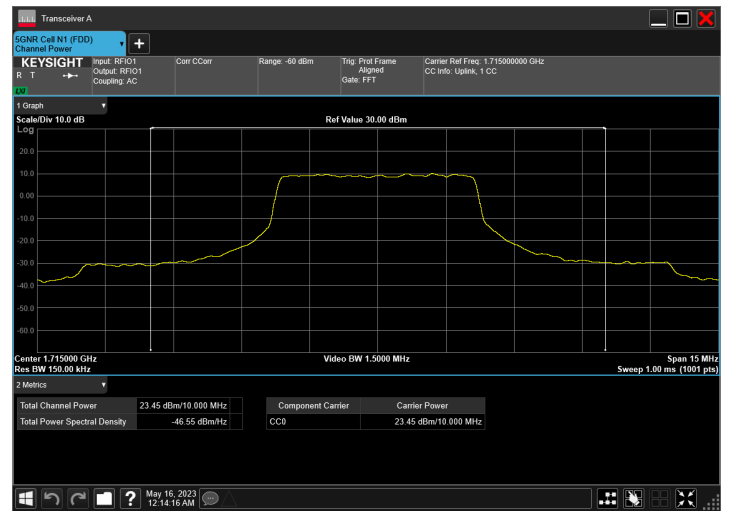 Transceiver A
5GNR Cell N1 (FDD)
Channel Power
+
KEYSIGHT
R T
LXI
Input: RFIO1
Output: RFIO1
Coupling: AC
Corr CCorr
Range: -60 dBm
Trig: Prot Frame
Aligned
Gate: FFT
Carrier Ref Freq: 1.715000000 GHz
CC Info: Uplink, 1 CC
1 Graph
Scale/Div 10.0 dB
Ref Value 30.00 dBm
Log
20.0
10.0
0.00
-10.0
-20.0
-30.0
-40.0
-50.0
-60.0
Center 1.715000 GHz
Video BW 1.5000 MHz
Span 15 MHz
Res BW 150.00 kHz
Sweep 1.00 ms (1001 pts)
2 Metrics
Total Channel Power 23.45 dBm/10.000 MHz
Total Power Spectral Density -46.55 dBm/Hz
Component Carrier Carrier Power
CC0 23.45 dBm/10.000 MHz
?
May 16, 2023
12:14:16 AM